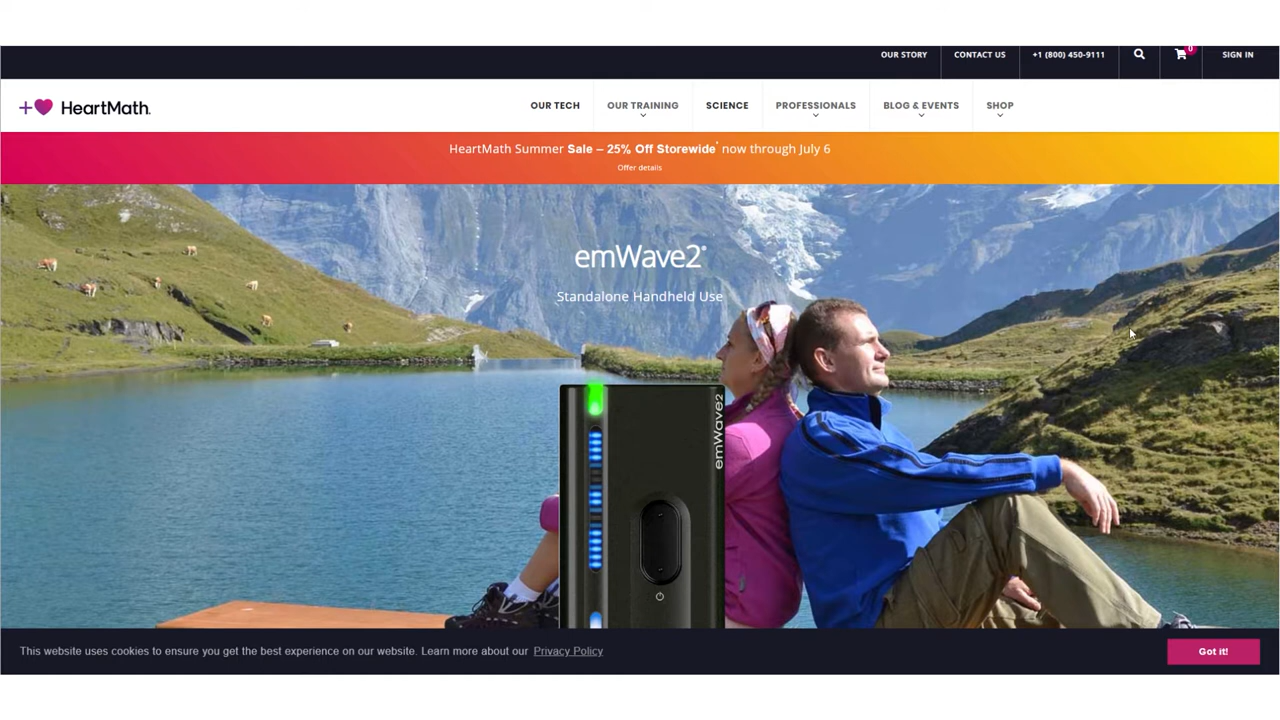 OUR STORY
CONTACT US
+1 (800) 450-9111
0
SIGN IN
HeartMath.
OUR TECH
OUR TRAINING
SCIENCE
PROFESSIONALS
BLOG & EVENTS
SHOP
HeartMath Summer Sale – 25% Off Storewide* now through July 6
Offer details
emWave2®
Standalone Handheld Use
emWave2
This website uses cookies to ensure you get the best experience on our website. Learn more about our Privacy Policy
Got it!